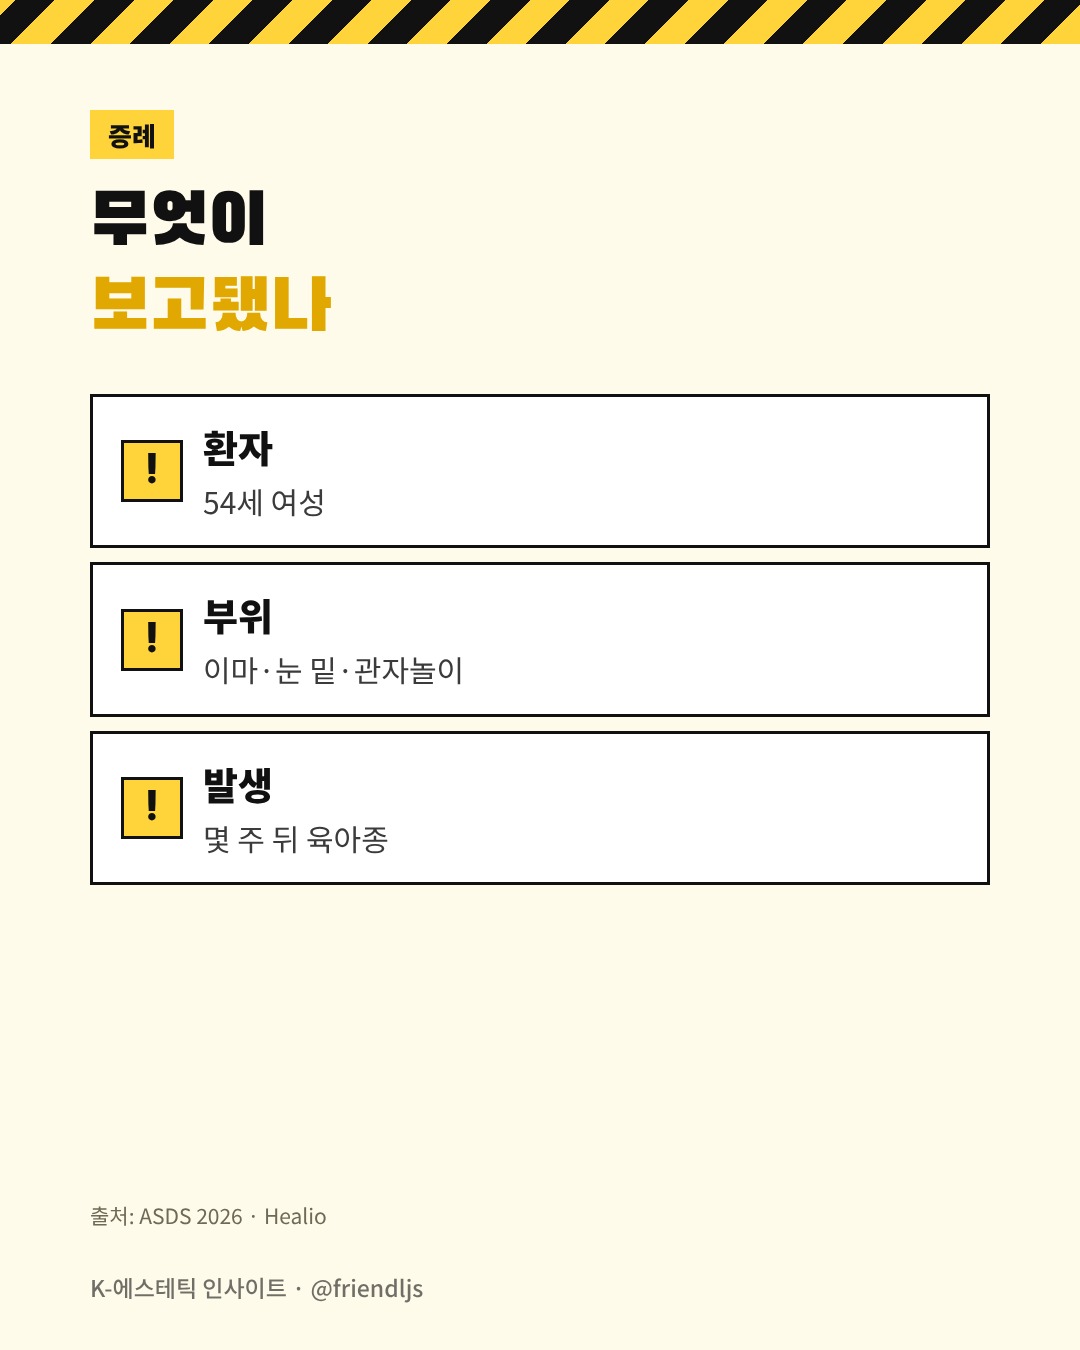 증례
무엇이
보고됐나
!
환자
54세 여성
!
부위
이마·눈 밑·관자놀이
!
발생
몇 주 뒤 육아종
출처: ASDS 2026 · Healio
K-에스테틱 인사이트 · @friendljs